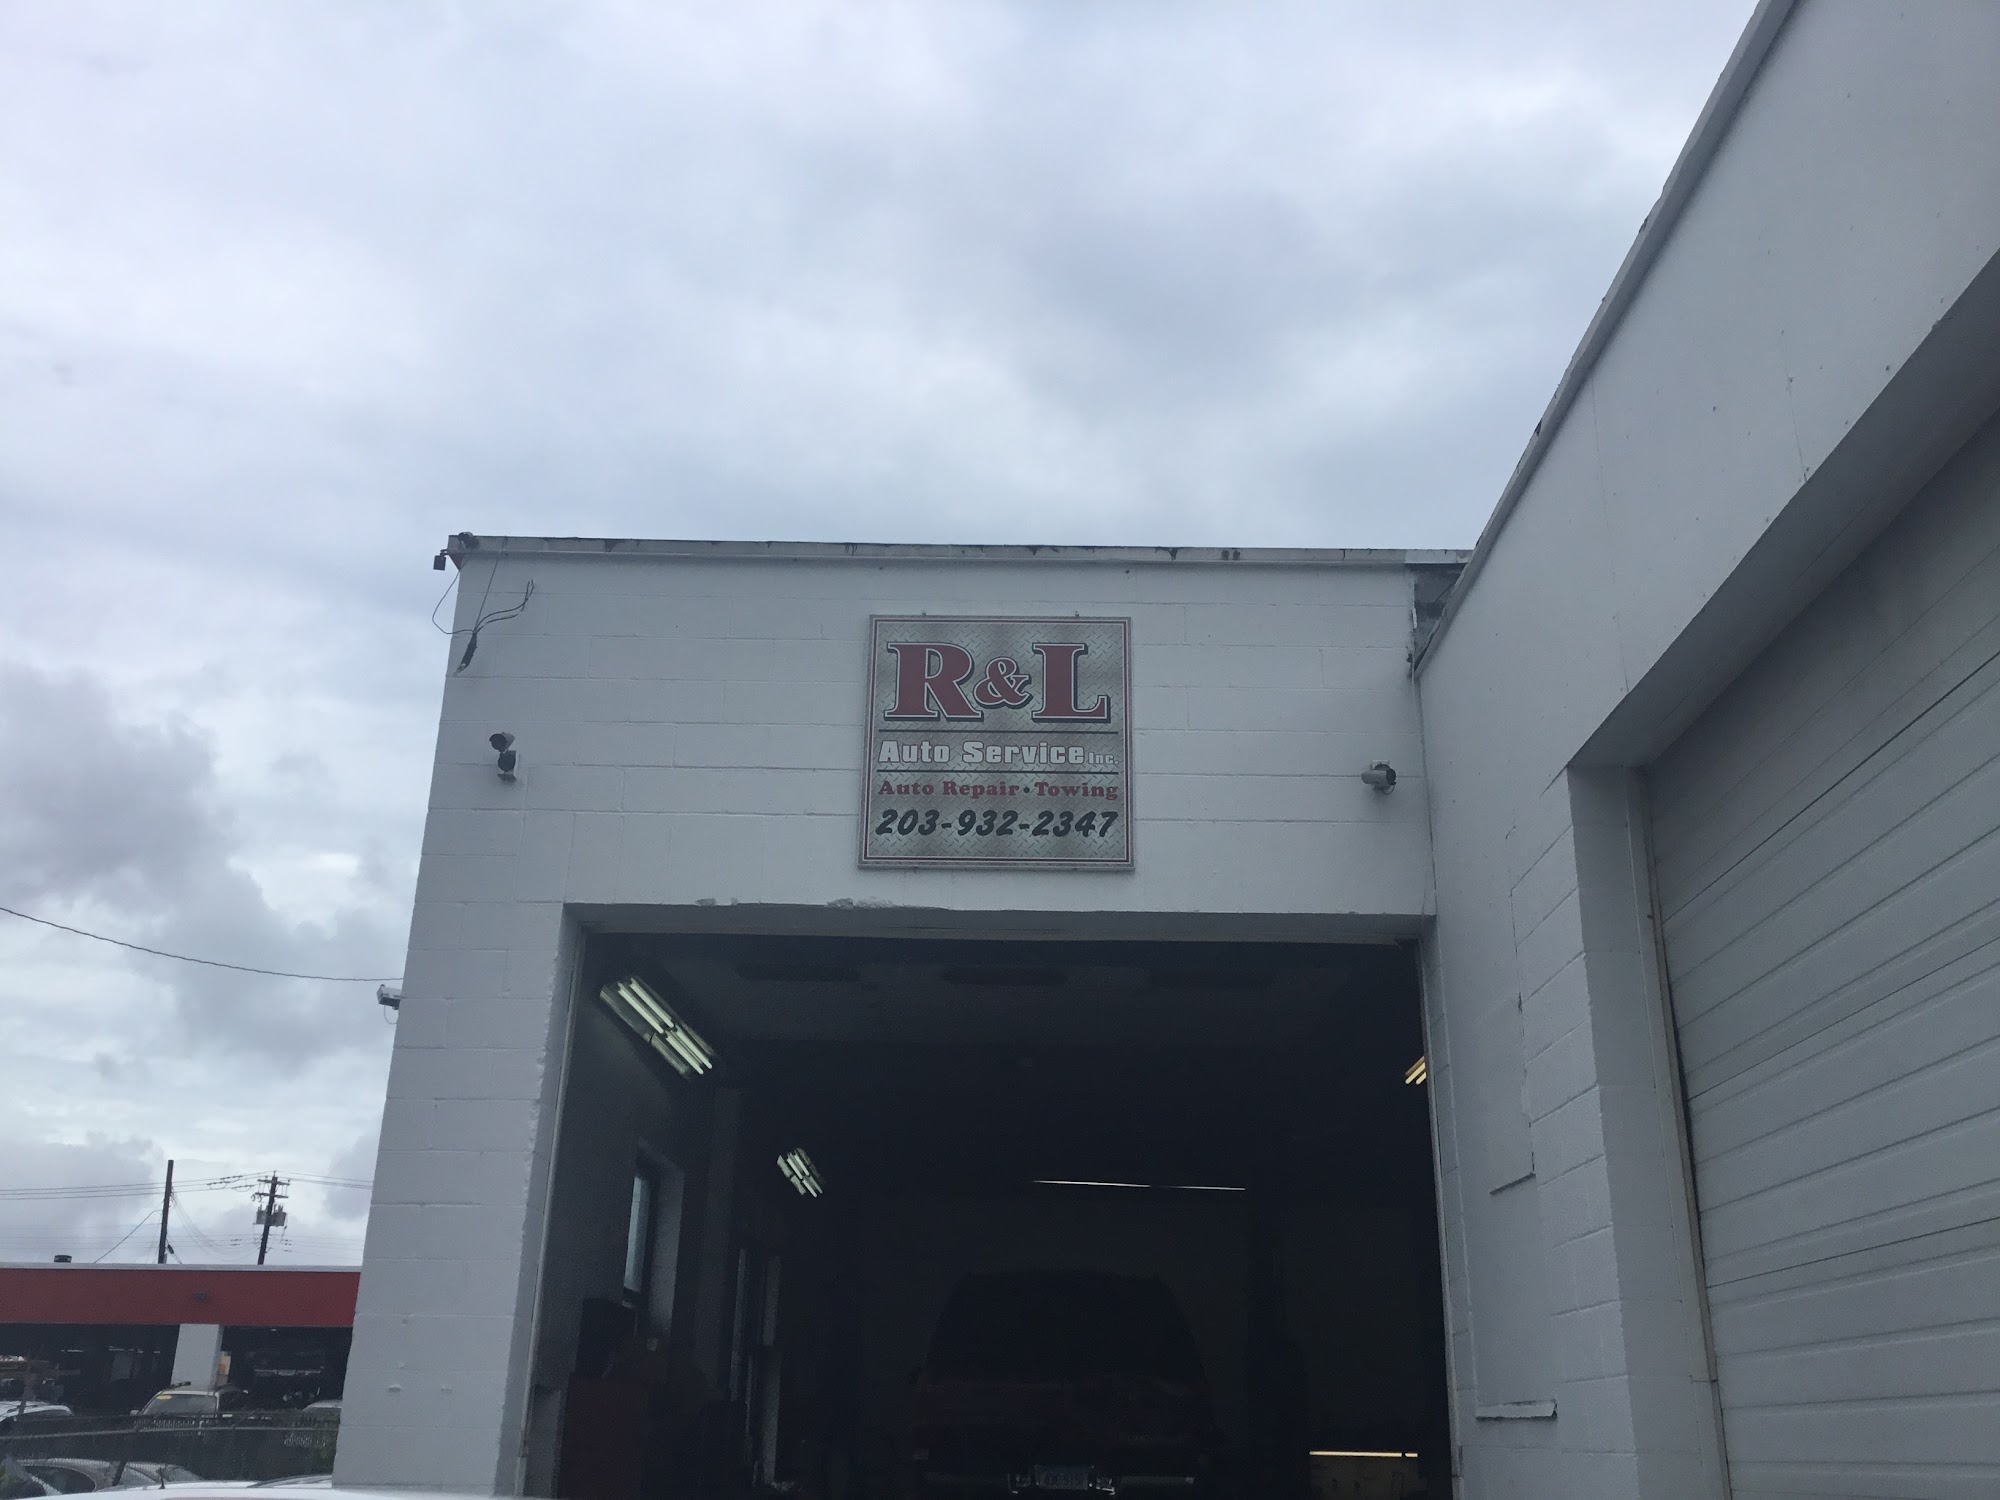 R&L
Auto Service Inc.
Auto Repair • Towing
203-932-2347